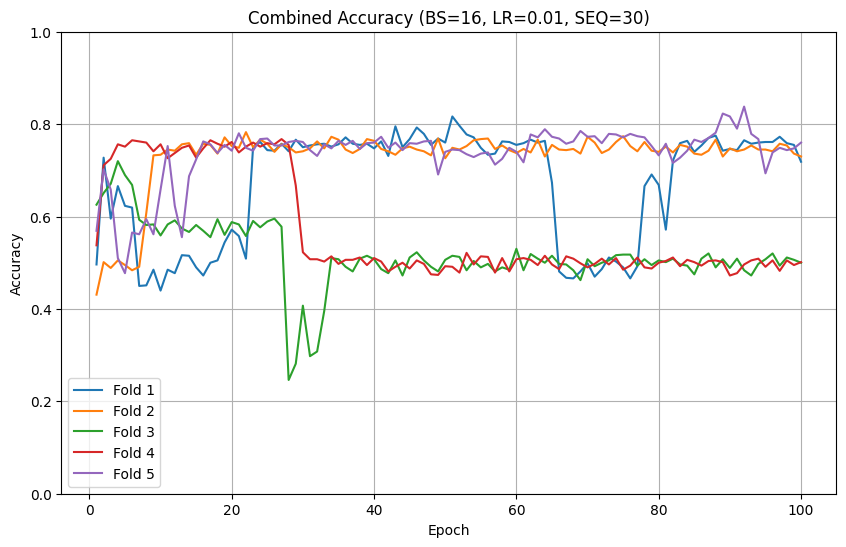 Combined Accuracy (BS=16, LR=0.01, SEQ=30)
1.0
0.8
0.6
0.4
0.2
0.0
Accuracy
Fold 1
Fold 2
Fold 3
Fold 4
Fold 5
0 20 40 60 80 100
Epoch